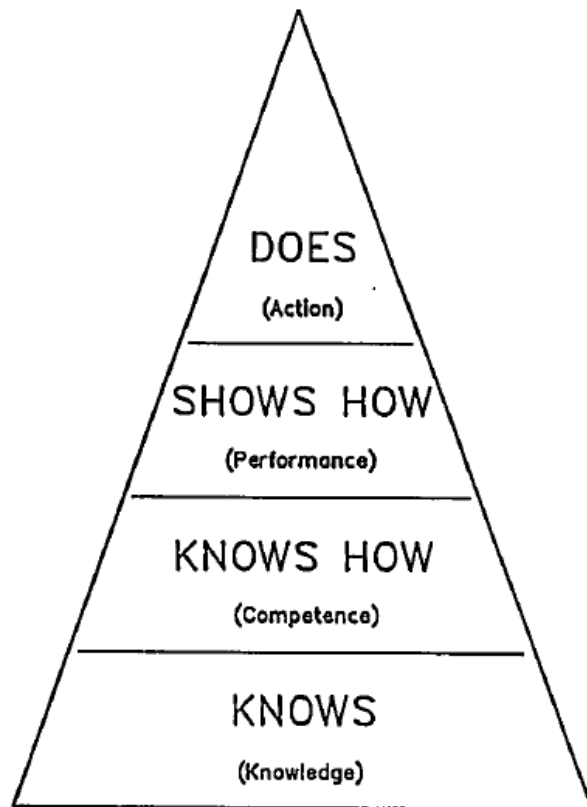 DOES
(Action)
SHOWS HOW
(Performance)
KNOWS HOW
(Competence)
KNOWS
(Knowledge)